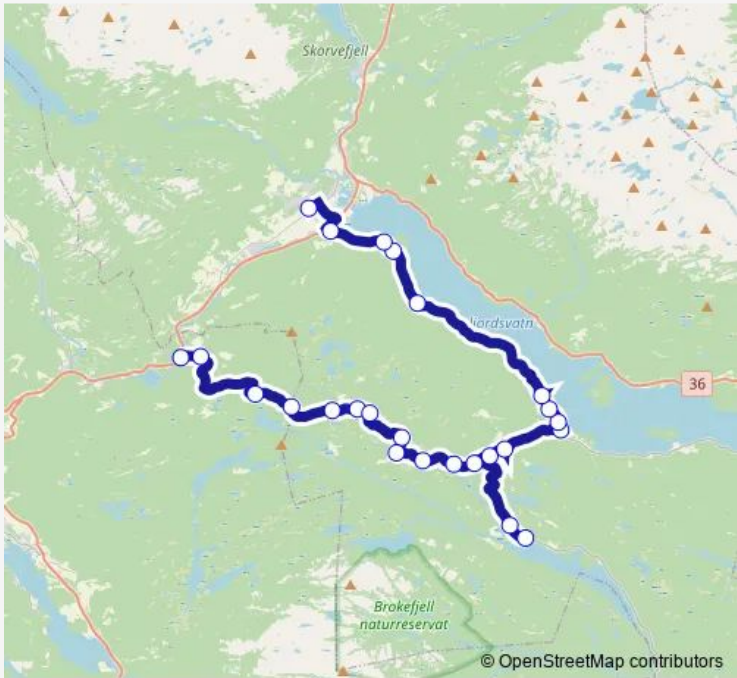 Skorvefjell
jordsvatn
36
Brokefjell
naturreservat
© OpenStreetMap contributors